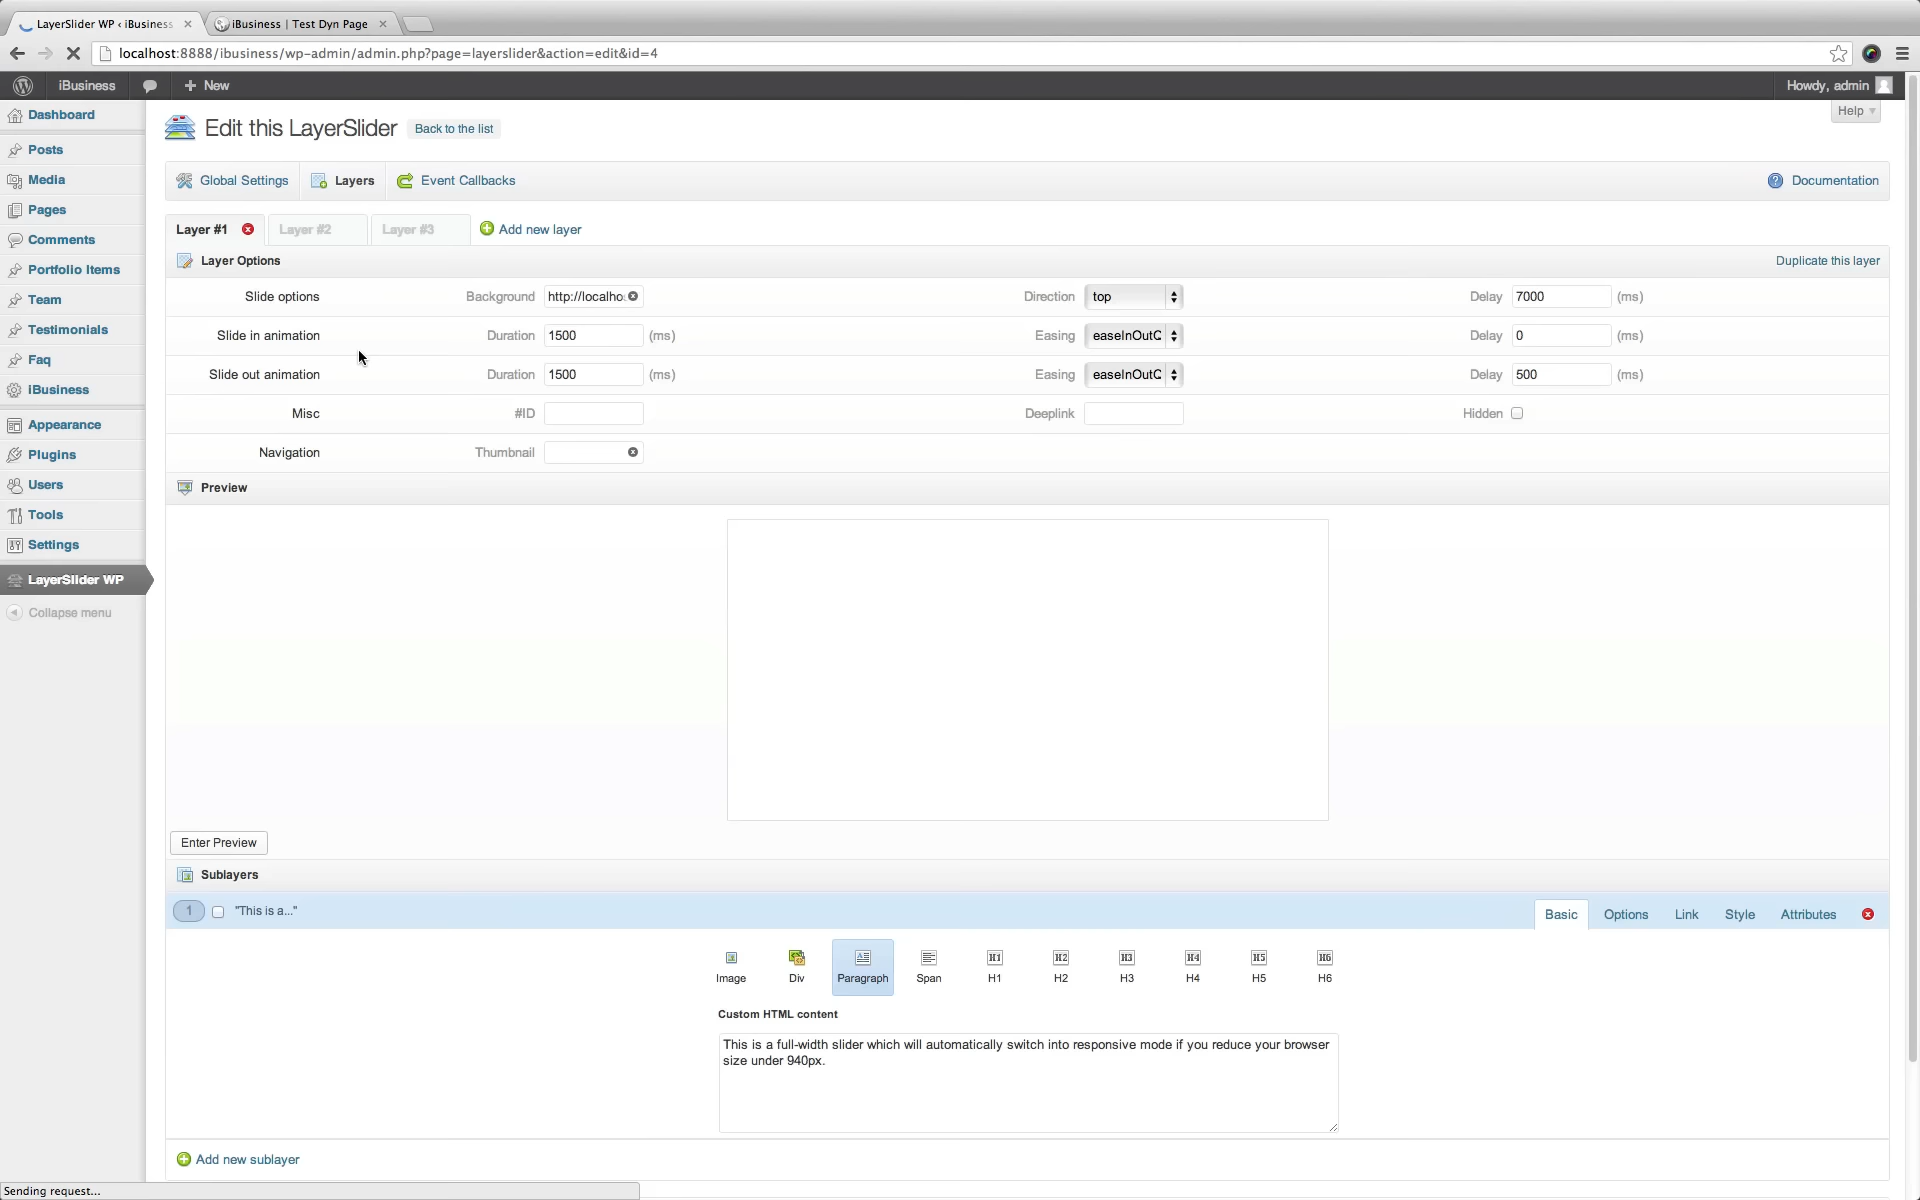 LayerSlider WP ‹ iBusiness
iBusiness | Test Dyn Page
localhost:8888/ibusiness/wp-admin/admin.php?page=layerslider&action=edit&id=4
iBusiness
New
Howdy, admin
Help
Dashboard
Posts
Media
Pages
Comments
Portfolio Items
Team
Testimonials
Faq
iBusiness
Appearance
Plugins
Users
Tools
Settings
LayerSlider WP
Collapse menu
Edit this LayerSlider
Back to the list
Global Settings
Layers
Event Callbacks
Documentation
Layer #1
Layer #2
Layer #3
Add new layer
Layer Options
Duplicate this layer
Slide options Background http://localho: Direction top Delay 7000 (ms)
Slide in animation Duration 1500 (ms) Easing easeInOutQ Delay 0 (ms)
Slide out animation Duration 1500 (ms) Easing easeInOutQ Delay 500 (ms)
Misc #ID Deeplink Hidden
Navigation Thumbnail
Preview
Enter Preview
Sublayers
1 "This is a..." Basic Options Link Style Attributes
Image Div Paragraph Span H1 H2 H3 H4 H5 H6
Custom HTML content
This is a full-width slider which will automatically switch into responsive mode if you reduce your browser
size under 940px.
Add new sublayer
Sending request...